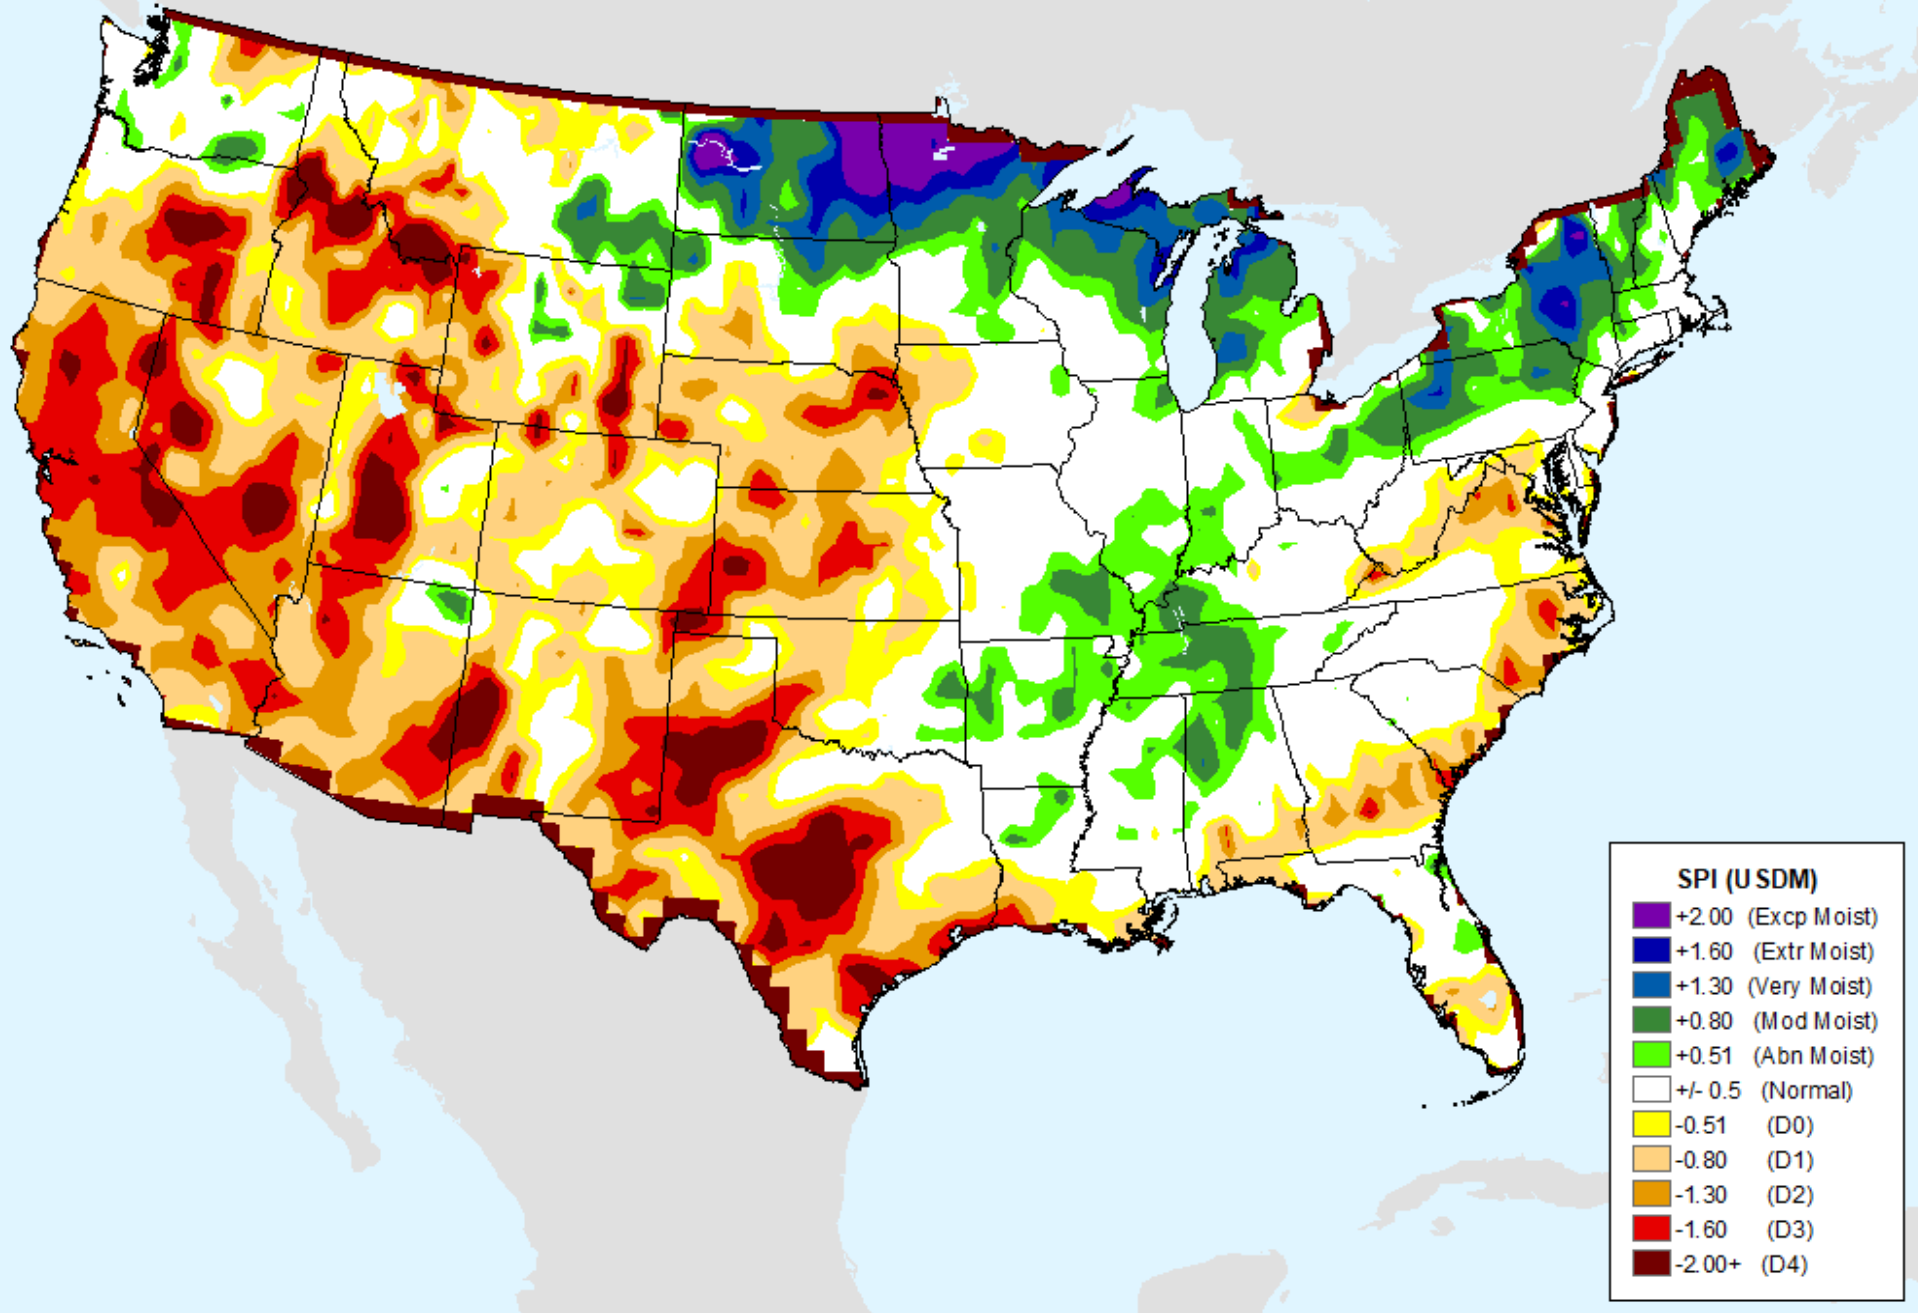 SPI (USDM)
+2.00 (Excp Moist)
+1.60 (Extr Moist)
+1.30 (Very Moist)
+0.80 (Mod Moist)
+0.51 (Abn Moist)
+/- 0.5 (Normal)
-0.51 (D0)
-0.80 (D1)
-1.30 (D2)
-1.60 (D3)
-2.00+ (D4)